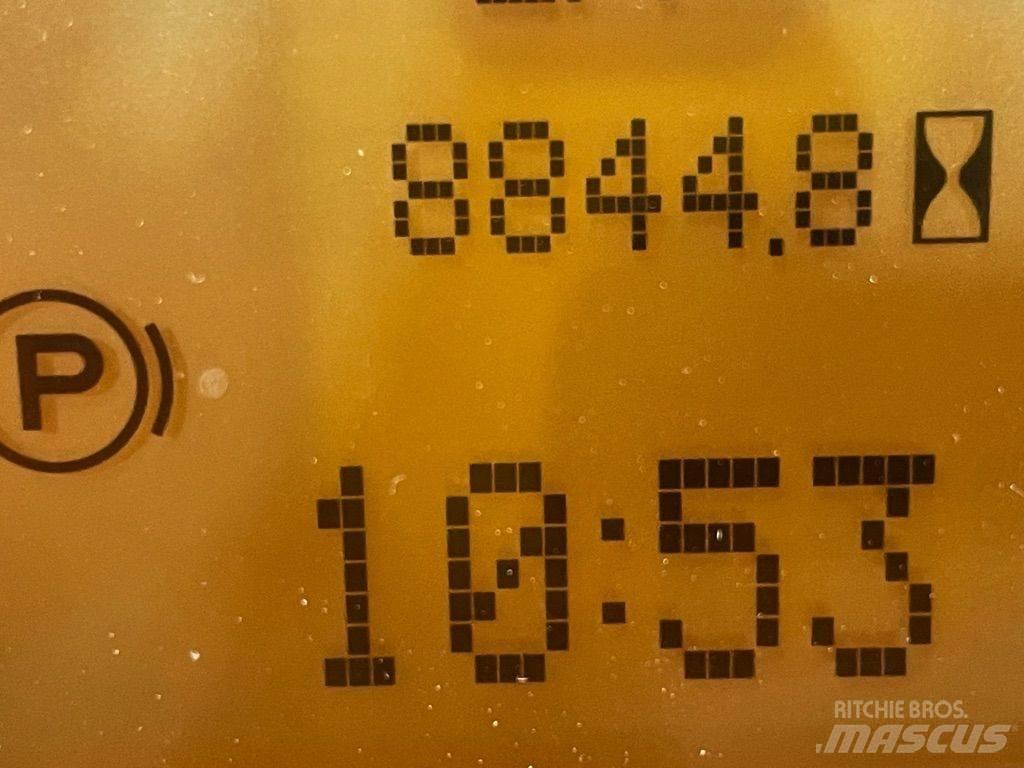 8844.8
P
10:53
RITCHIE BROS.
MASCUS